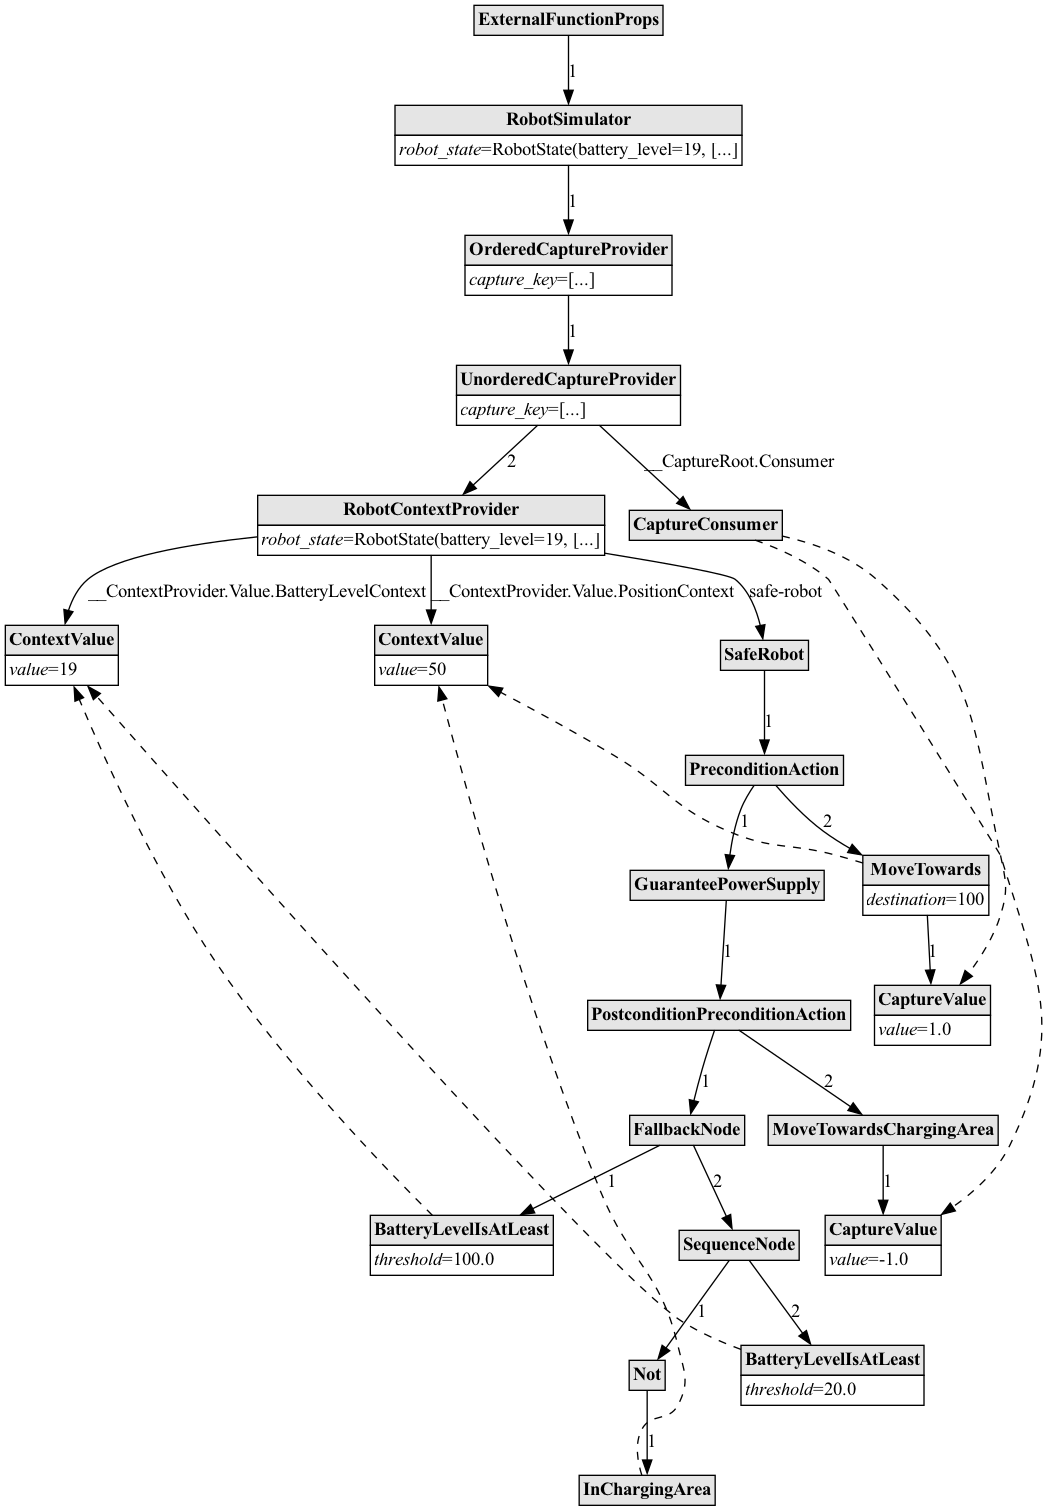 ExternalFunctionProps
1
RobotSimulator
robot_state=RobotState(battery_level=19, [...]
1
OrderedCaptureProvider
capture_key=[...]
1
UnorderedCaptureProvider
capture_key=[...]
2
__CaptureRoot.Consumer
RobotContextProvider
robot_state=RobotState(battery_level=19, [...]
CaptureConsumer
__ContextProvider.Value.BatteryLevelContext
__ContextProvider.Value.PositionContext
safe-robot
ContextValue
value=19
ContextValue
value=50
SafeRobot
1
PreconditionAction
1
2
GuaranteePowerSupply
MoveTowards
destination=100
1
1
PostconditionPreconditionAction
CaptureValue
value=1.0
1
2
FallbackNode
MoveTowardsChargingArea
1
2
1
BatteryLevelIsAtLeast
threshold=100.0
SequenceNode
CaptureValue
value=-1.0
1
2
Not
BatteryLevelIsAtLeast
threshold=20.0
1
InChargingArea